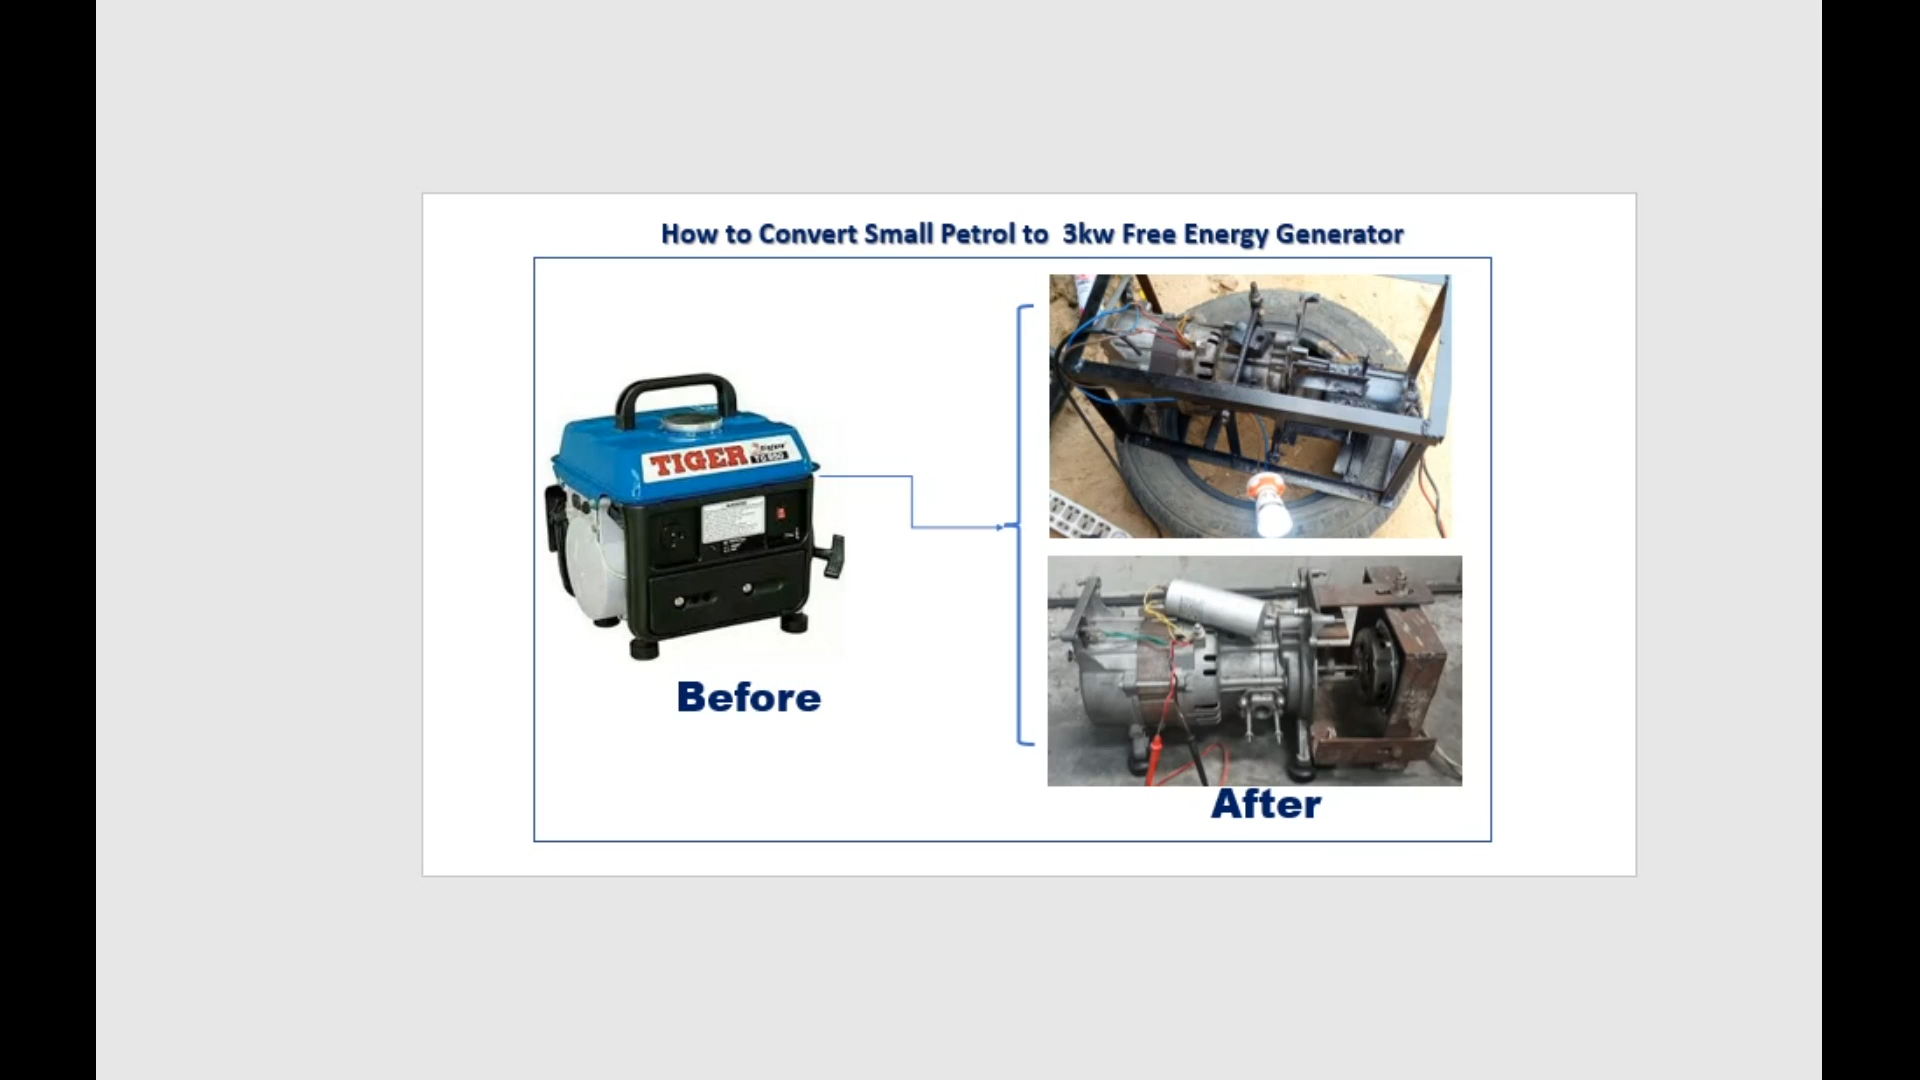 How to Convert Small Petrol to 3kw Free Energy Generator
TIGER
Before
After